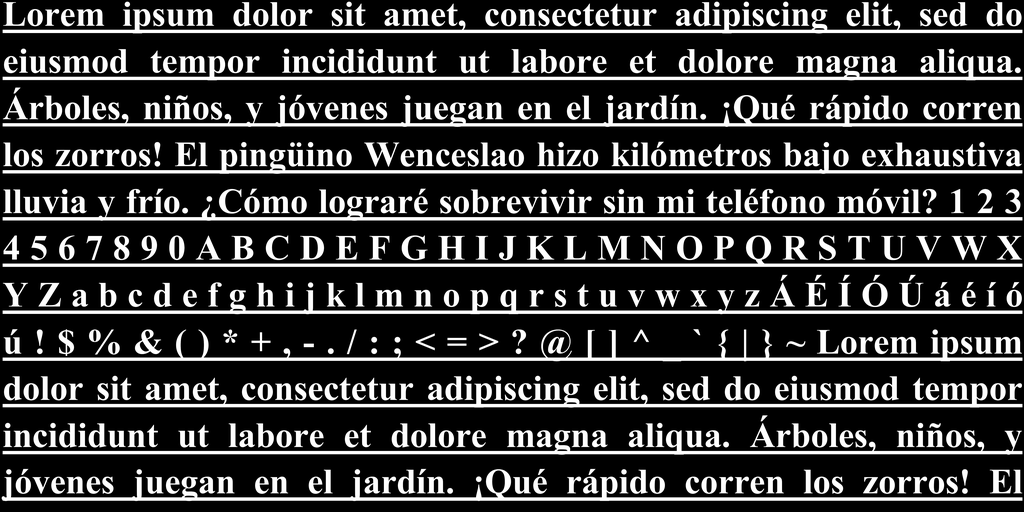 Lorem ipsum dolor sit amet, consectetur adipiscing elit, sed do
eiusmod tempor incididunt ut labore et dolore magna aliqua.
Árboles, niños, y jóvenes juegan en el jardín. ¡Qué rápido corren
los zorros! El pingüino Wenceslao hizo kilómetros bajo exhaustiva
lluvia y frío. ¿Cómo lograré sobrevivir sin mi teléfono móvil? 1 2 3
4 5 6 7 8 9 0 A B C D E F G H I J K L M N O P Q R S T U V W X
Y Z a b c d e f g h i j k l m n o p q r s t u v w x y z Á É Í Ó Ú á é í ó
ú ! $ % & ( ) * + , - . / : ; < = > ? @ [ ] ^ _ ` { | } ~ Lorem ipsum
dolor sit amet, consectetur adipiscing elit, sed do eiusmod tempor
incididunt ut labore et dolore magna aliqua. Árboles, niños, y
jóvenes juegan en el jardín. ¡Qué rápido corren los zorros! El